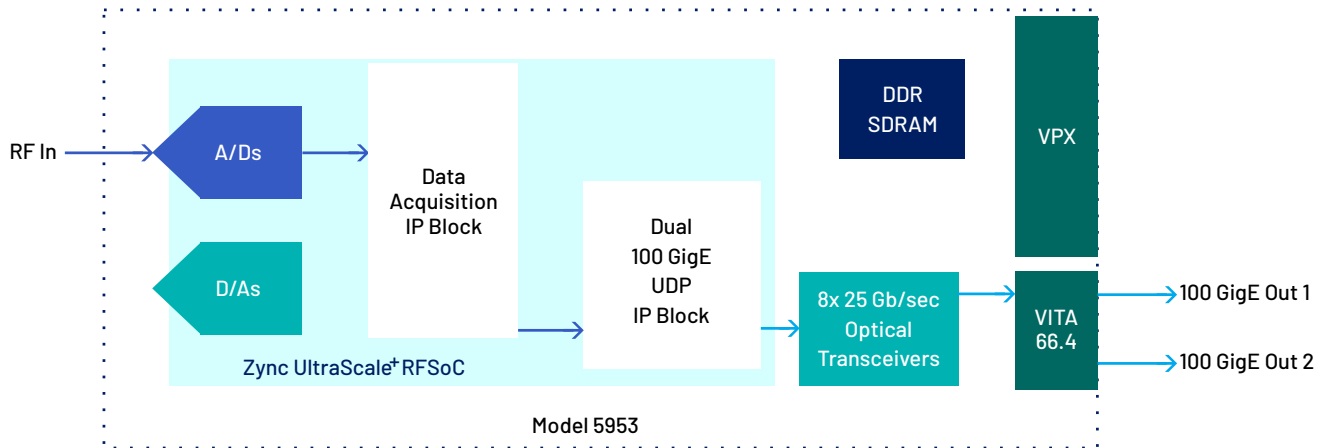 RF In
A/Ds
D/As
Data
Acquisition
IP Block
Dual
100 GigE
UDP
IP Block
Zync UltraScale+ RFSoC
DDR
SDRAM
8x 25 Gb/sec
Optical
Transceivers
VPX
VITA
66.4
100 GigE Out 1
100 GigE Out 2
Model 5953